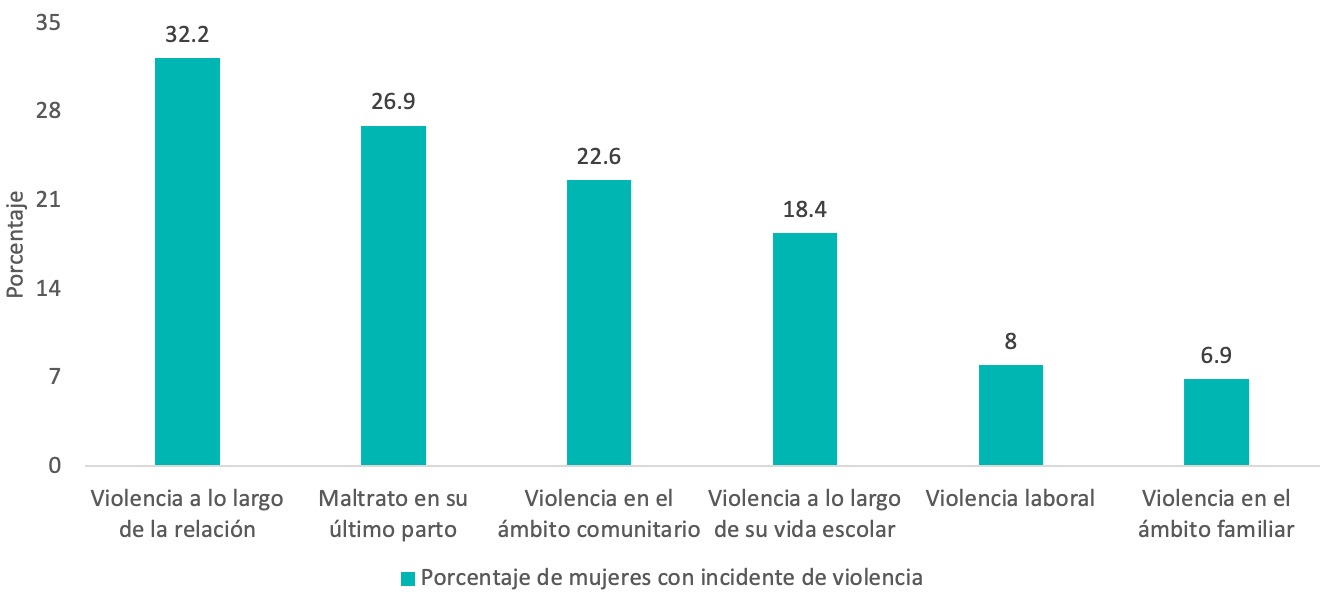 35
32.2
28
26.9
22.6
21
18.4
14
8
7
6.9
0
Porcentaje
Violencia a lo largo
de la relación
Maltrato en su
último parto
Violencia en el
ámbito comunitario
Violencia a lo largo
de su vida escolar
Violencia laboral
Violencia en el
ámbito familiar
Porcentaje de mujeres con incidente de violencia